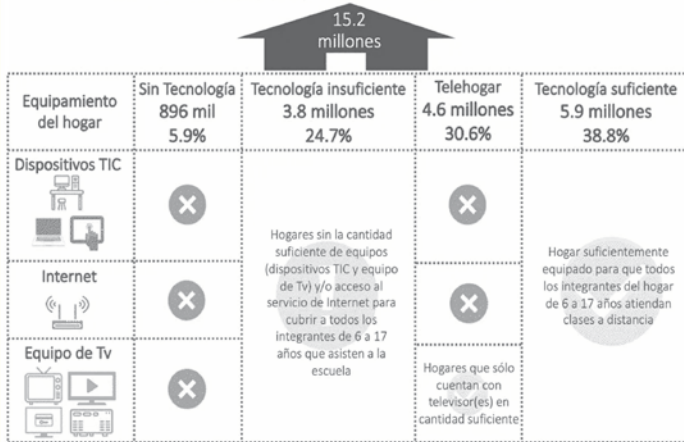 15.2
millones
Equipamiento
del hogar
Sin Tecnología
896 mil
5.9%
Tecnología insuficiente
3.8 millones
24.7%
Telehogar
4.6 millones
30.6%
Tecnología suficiente
5.9 millones
38.8%
Dispositivos TIC
Internet
Equipo de Tv
Hogares sin la cantidad
suficiente de equipos
(dispositivos TIC y equipo
de Tv) y/o acceso al
servicio de Internet para
cubrir a todos los
integrantes de 6 a 17
años que asisten a la
escuela
Hogares que sólo
cuentan con
televisor(es) en
cantidad suficiente
Hogar suficientemente
equipado para que todos
los integrantes del hogar
de 6 a 17 años atiendan
clases a distancia